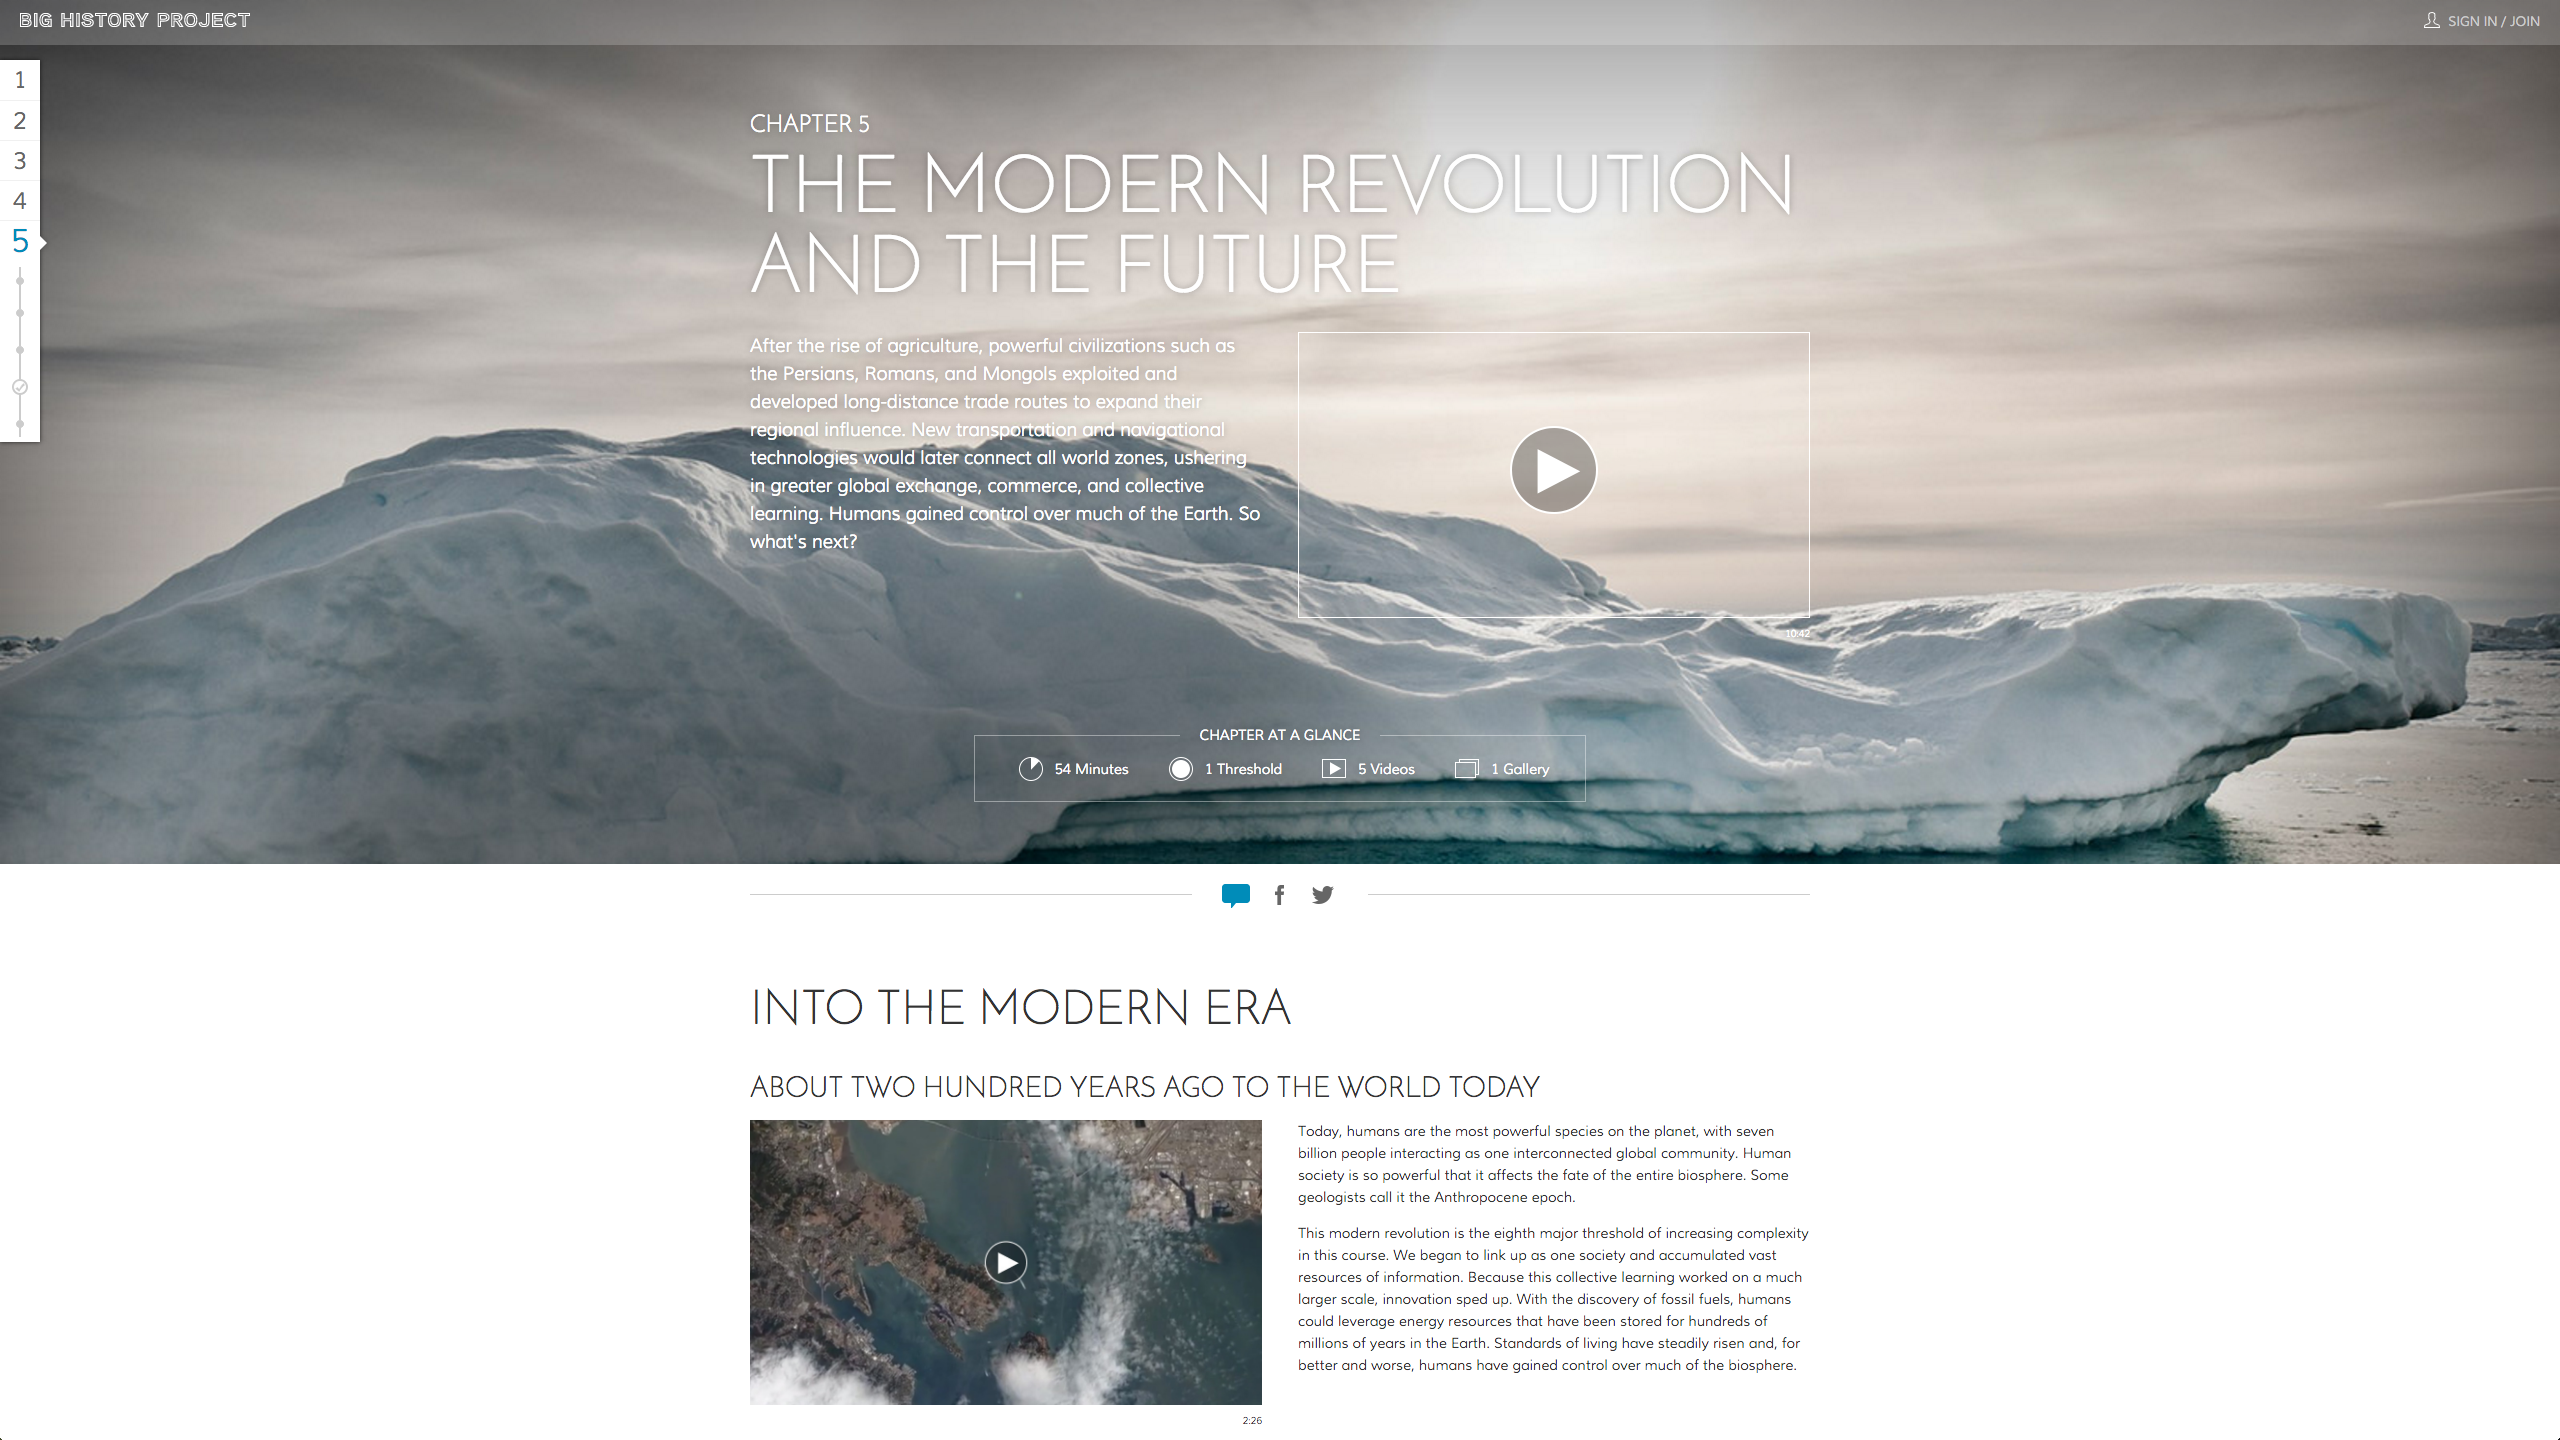 BIG HISTORY PROJECT
SIGN IN / JOIN
1
2
3
4
5
CHAPTER 5
THE MODERN REVOLUTION
AND THE FUTURE
After the rise of agriculture, powerful civilizations such as
the Persians, Romans, and Mongols exploited and
developed long-distance trade routes to expand their
regional influence. New transportation and navigational
technologies would later connect all world zones, ushering
in greater global exchange, commerce, and collective
learning. Humans gained control over much of the Earth. So
what's next?
10:42
CHAPTER AT A GLANCE
54 Minutes
1 Threshold
5 Videos
1 Gallery
INTO THE MODERN ERA
ABOUT TWO HUNDRED YEARS AGO TO THE WORLD TODAY
Today, humans are the most powerful species on the planet, with seven
billion people interacting as one interconnected global community. Human
society is so powerful that it affects the fate of the entire biosphere. Some
geologists call it the Anthropocene epoch.
This modern revolution is the eighth major threshold of increasing complexity
in this course. We began to link up as one society and accumulated vast
resources of information. Because this collective learning worked on a much
larger scale, innovation sped up. With the discovery of fossil fuels, humans
could leverage energy resources that have been stored for hundreds of
millions of years in the Earth. Standards of living have steadily risen and, for
better and worse, humans have gained control over much of the biosphere.
2:26